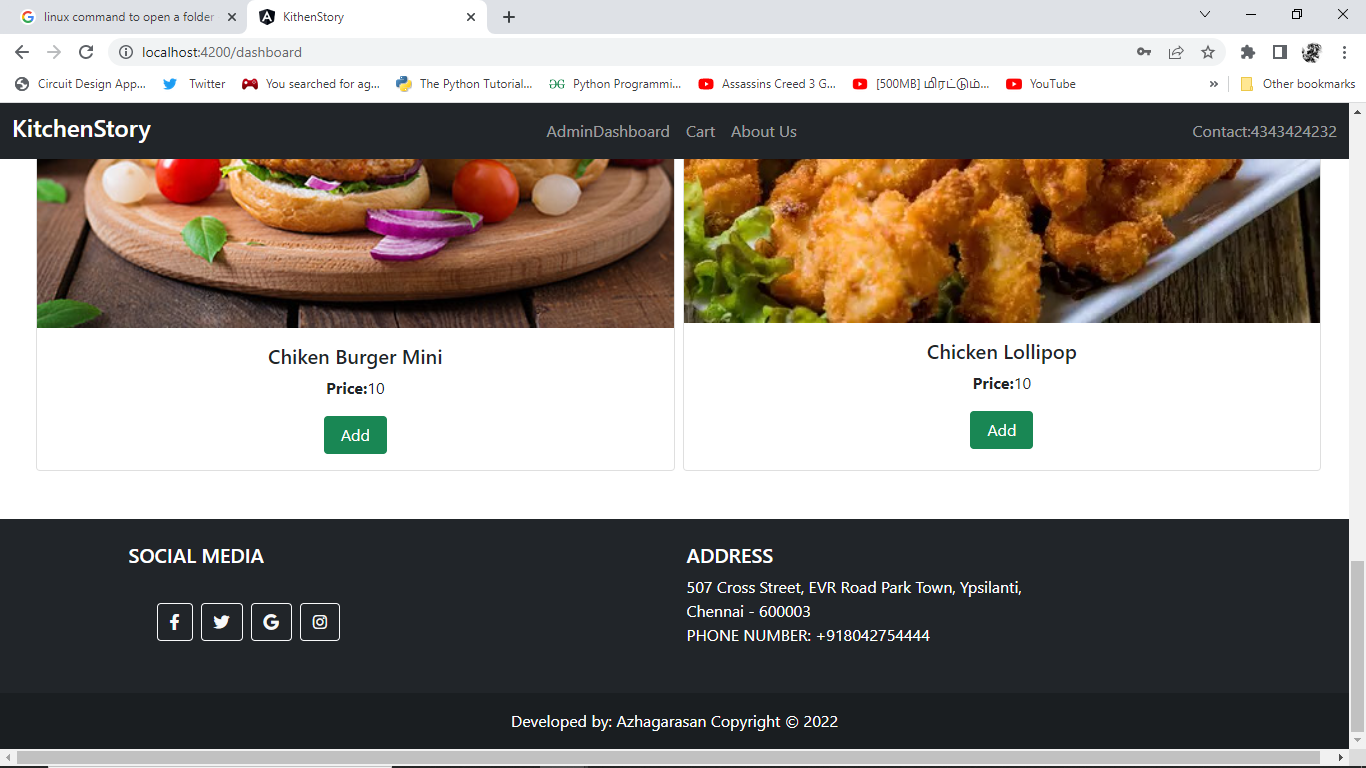 linux command to open a folder
KithenStory
localhost:4200/dashboard
Circuit Design App...
Twitter
You searched for ag...
The Python Tutorial...
Python Programmi...
Assassins Creed 3 G...
[500MB] மிரட்டும்...
YouTube
»
Other bookmarks
KitchenStory
AdminDashboard
Cart
About Us
Contact:4343424232
Chiken Burger Mini
Price:10
Add
Chicken Lollipop
Price:10
Add
SOCIAL MEDIA
ADDRESS
507 Cross Street, EVR Road Park Town, Ypsilanti,
Chennai - 600003
PHONE NUMBER: +918042754444
Developed by: Azhagarasan Copyright © 2022